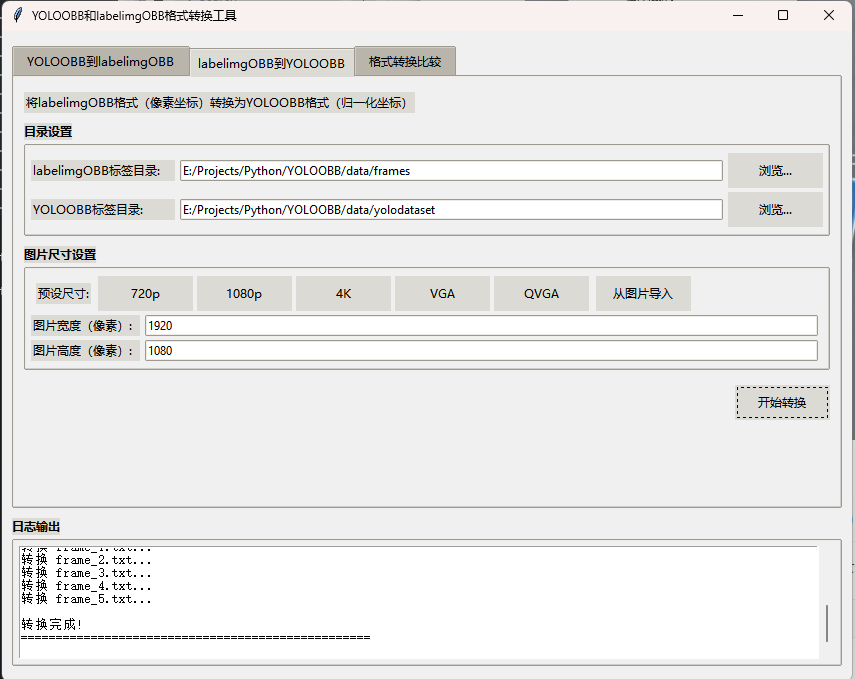 YOLOOBB和labelimgOBB格式转换工具
YOLOOBB到labelimgOBB labelimgOBB到YOLOOBB 格式转换比较
将labelimgOBB格式（像素坐标）转换为YOLOOBB格式（归一化坐标）
目录设置
labelimgOBB标签目录: E:/Projects/Python/YOLOOBB/data/frames 浏览...
YOLOOBB标签目录: E:/Projects/Python/YOLOOBB/data/yolodataset 浏览...
图片尺寸设置
预设尺寸: 720p 1080p 4K VGA QVGA 从图片导入
图片宽度（像素）: 1920
图片高度（像素）: 1080
开始转换
日志输出
转换 frame_1.txt...
转换 frame_2.txt...
转换 frame_3.txt...
转换 frame_4.txt...
转换 frame_5.txt...
转换完成!
==================================================